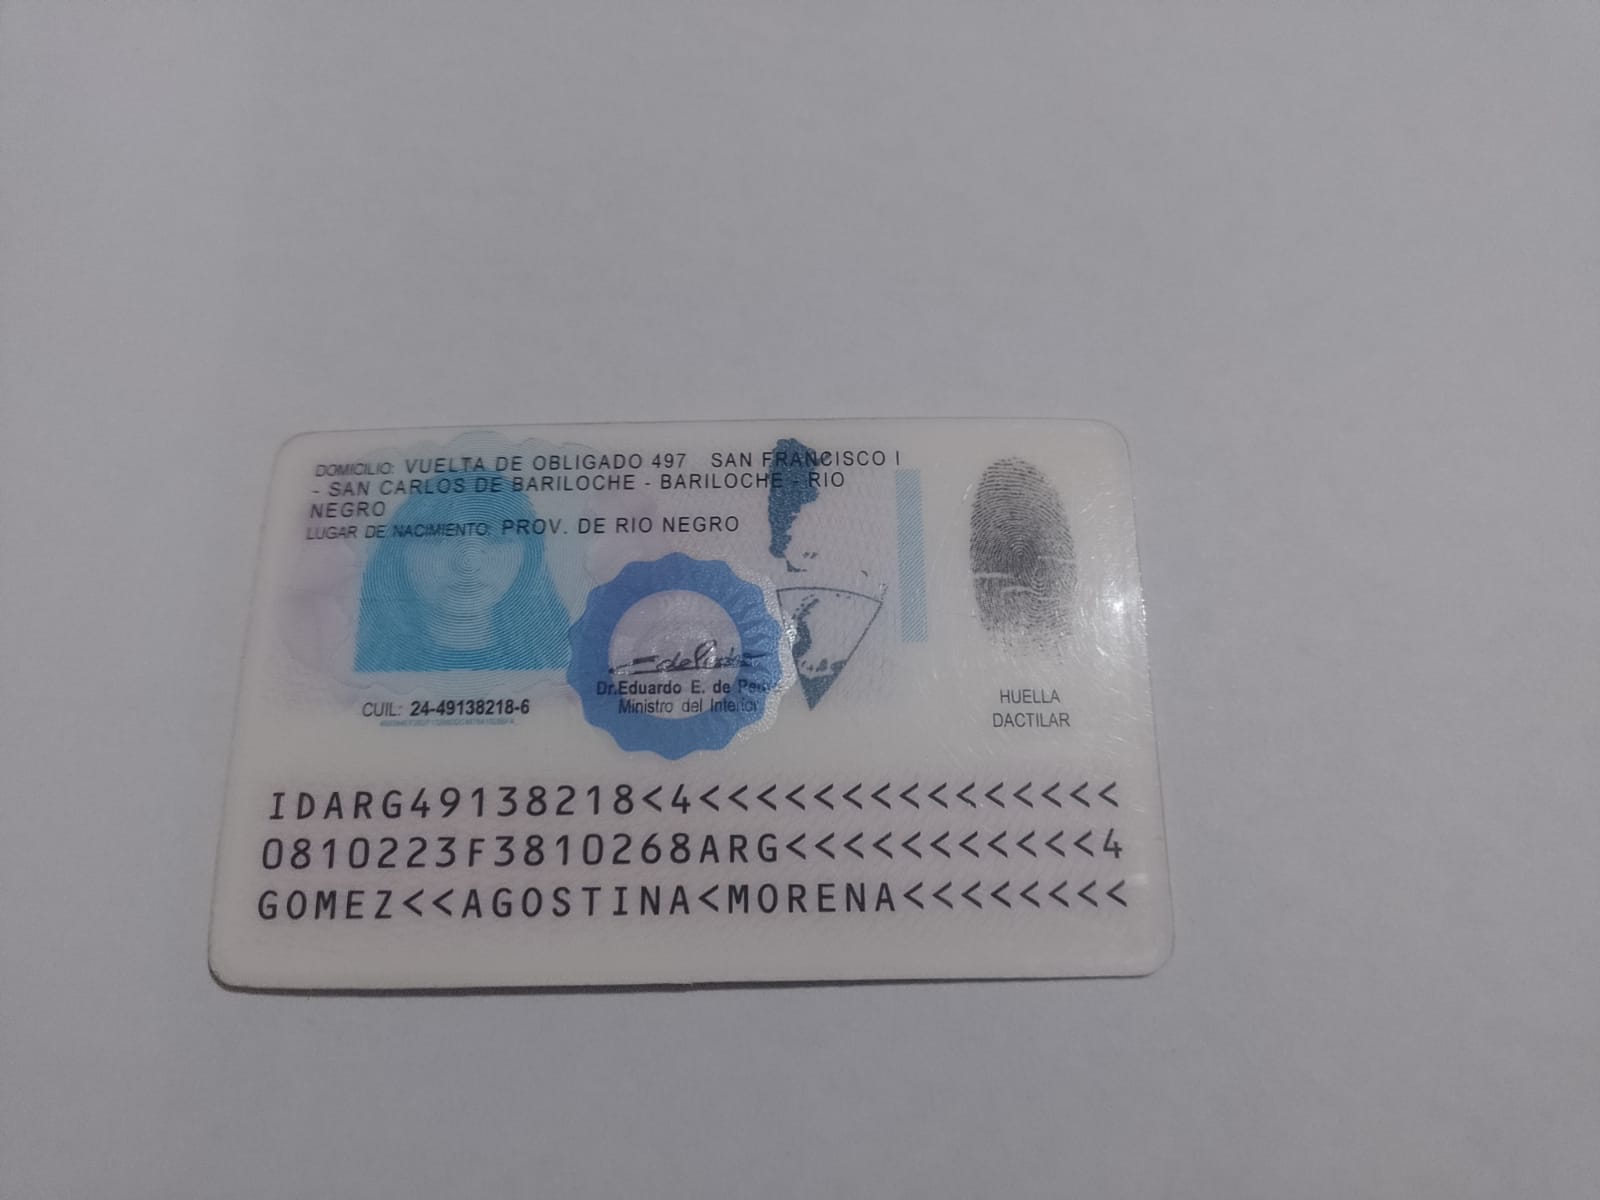 DOMICILIO: VUELTA DE OBLIGADO 497 SAN FRANCISCO I
- SAN CARLOS DE BARILOCHE - BARILOCHE - RIO
NEGRO
LUGAR DE NACIMIENTO: PROV. DE RIO NEGRO
CUIL: 24-49138218-6
Dr.Eduardo E. de
Ministro del Interior
HUELLA
DACTILAR
IDARG49138218<4<<<<<<<<<<<<<<<
0810223F3810268ARG<<<<<<<<<<<4
GOMEZ<<AGOSTINA<MORENA<<<<<<<<